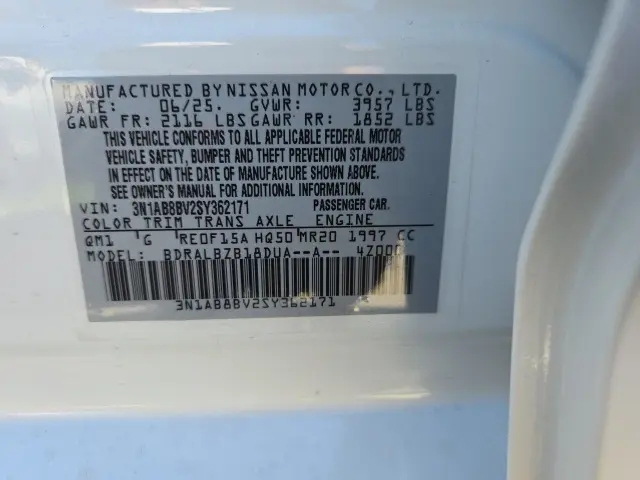 MANUFACTURED BY NISSAN MOTOR CO., LTD.
DATE: 06/25. GVWR: 3957 LBS
GAWR FR: 2116 LBS GAWR RR: 1852 LBS
THIS VEHICLE CONFORMS TO ALL APPLICABLE FEDERAL MOTOR
VEHICLE SAFETY, BUMPER AND THEFT PREVENTION STANDARDS
IN EFFECT ON THE DATE OF MANUFACTURE SHOWN ABOVE.
SEE OWNER'S MANUAL FOR ADDITIONAL INFORMATION.
VIN: 3N1AB8BV2SY362171 PASSENGER CAR.
COLOR TRIM TRANS AXLE ENGINE
QM1 G RE0F15A HQ50 MR20 1997 CC
MODEL: BDRALBZB18DUA--A-- 4Z000
3N1AB8BV2SY362171